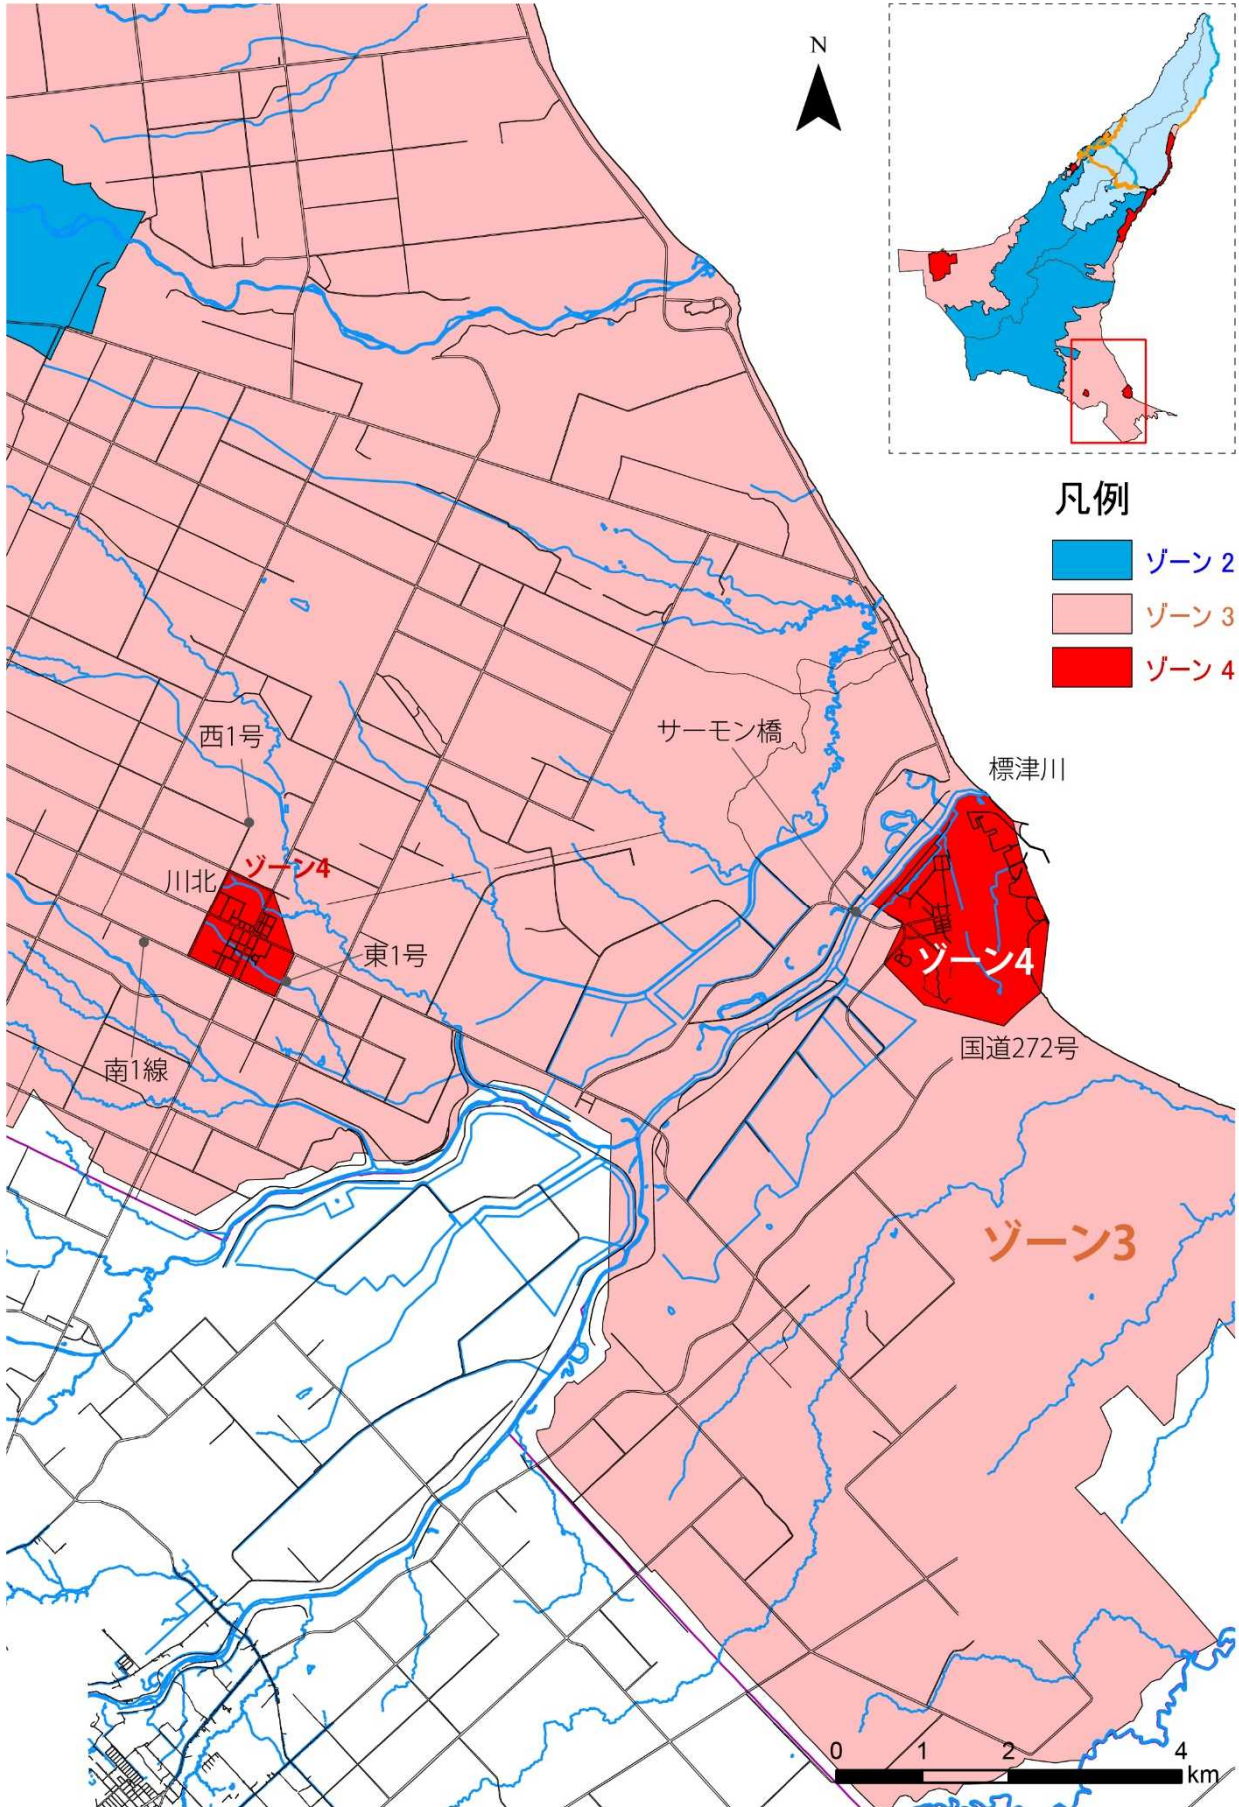 N
凡例
ゾーン 2
ゾーン 3
ゾーン 4
西1号
サーモン橋
標津川
川北
ゾーン4
東1号
ゾーン4
国道272号
南1線
ゾーン3
0 1 2 4
km